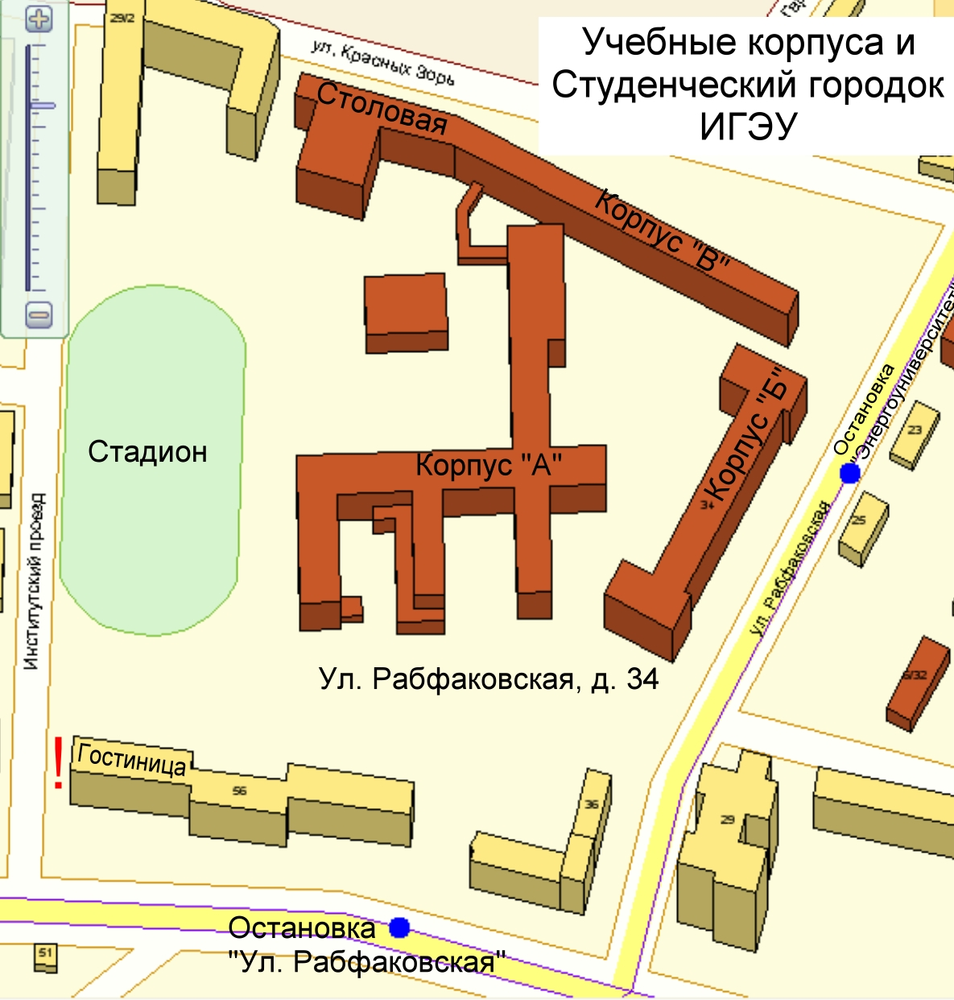 29/2
ул. Красных Зорь
Учебные корпуса и
Студенческий городок
ИГЭУ
Столовая
Корпус "В"
Корпус "Б"
34
Корпус "А"
Стадион
Остановка
"Энергоуниверситет"
23
25
ул. Рабфаковская
Институтский проезд
Ул. Рабфаковская, д. 34
6/32
!
Гостиница
56
36
29
Остановка
"Ул. Рабфаковская"
51